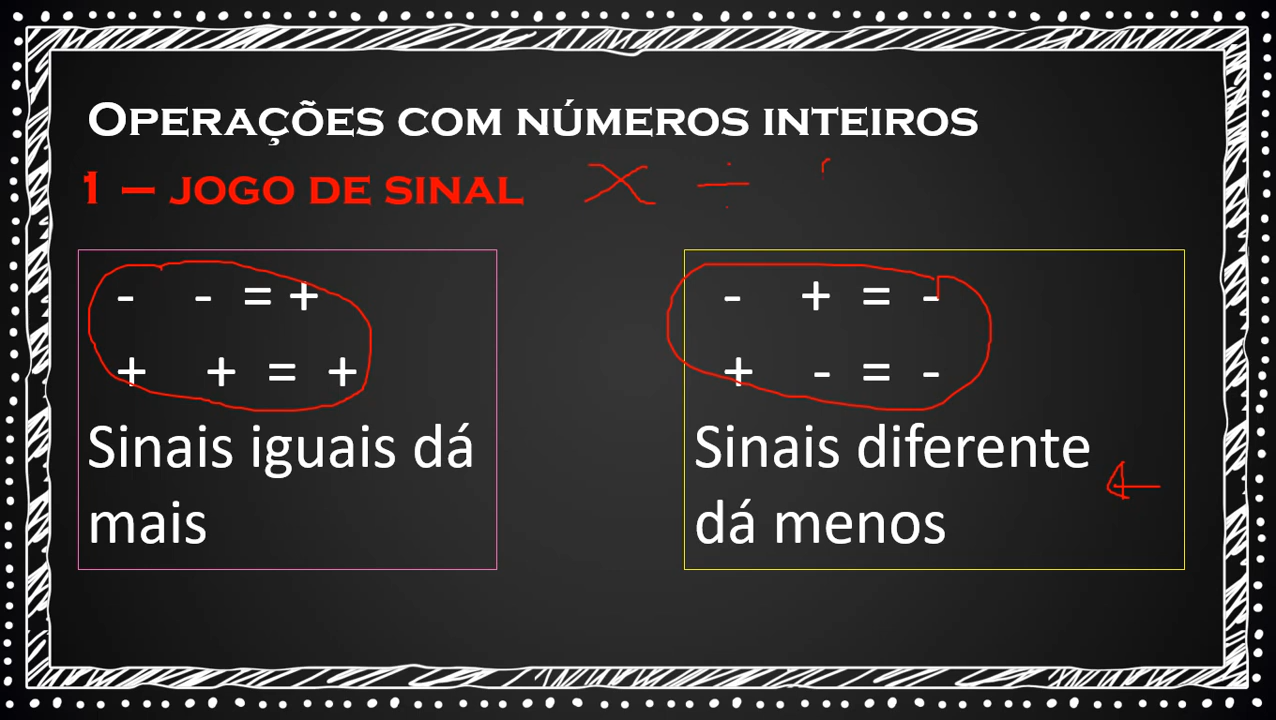 OPERAÇÕES COM NÚMEROS INTEIROS
1 – JOGO DE SINAL X ÷
- - = +
+ + = +
Sinais iguais dá
mais
- + = -
+ - = -
Sinais diferente
dá menos